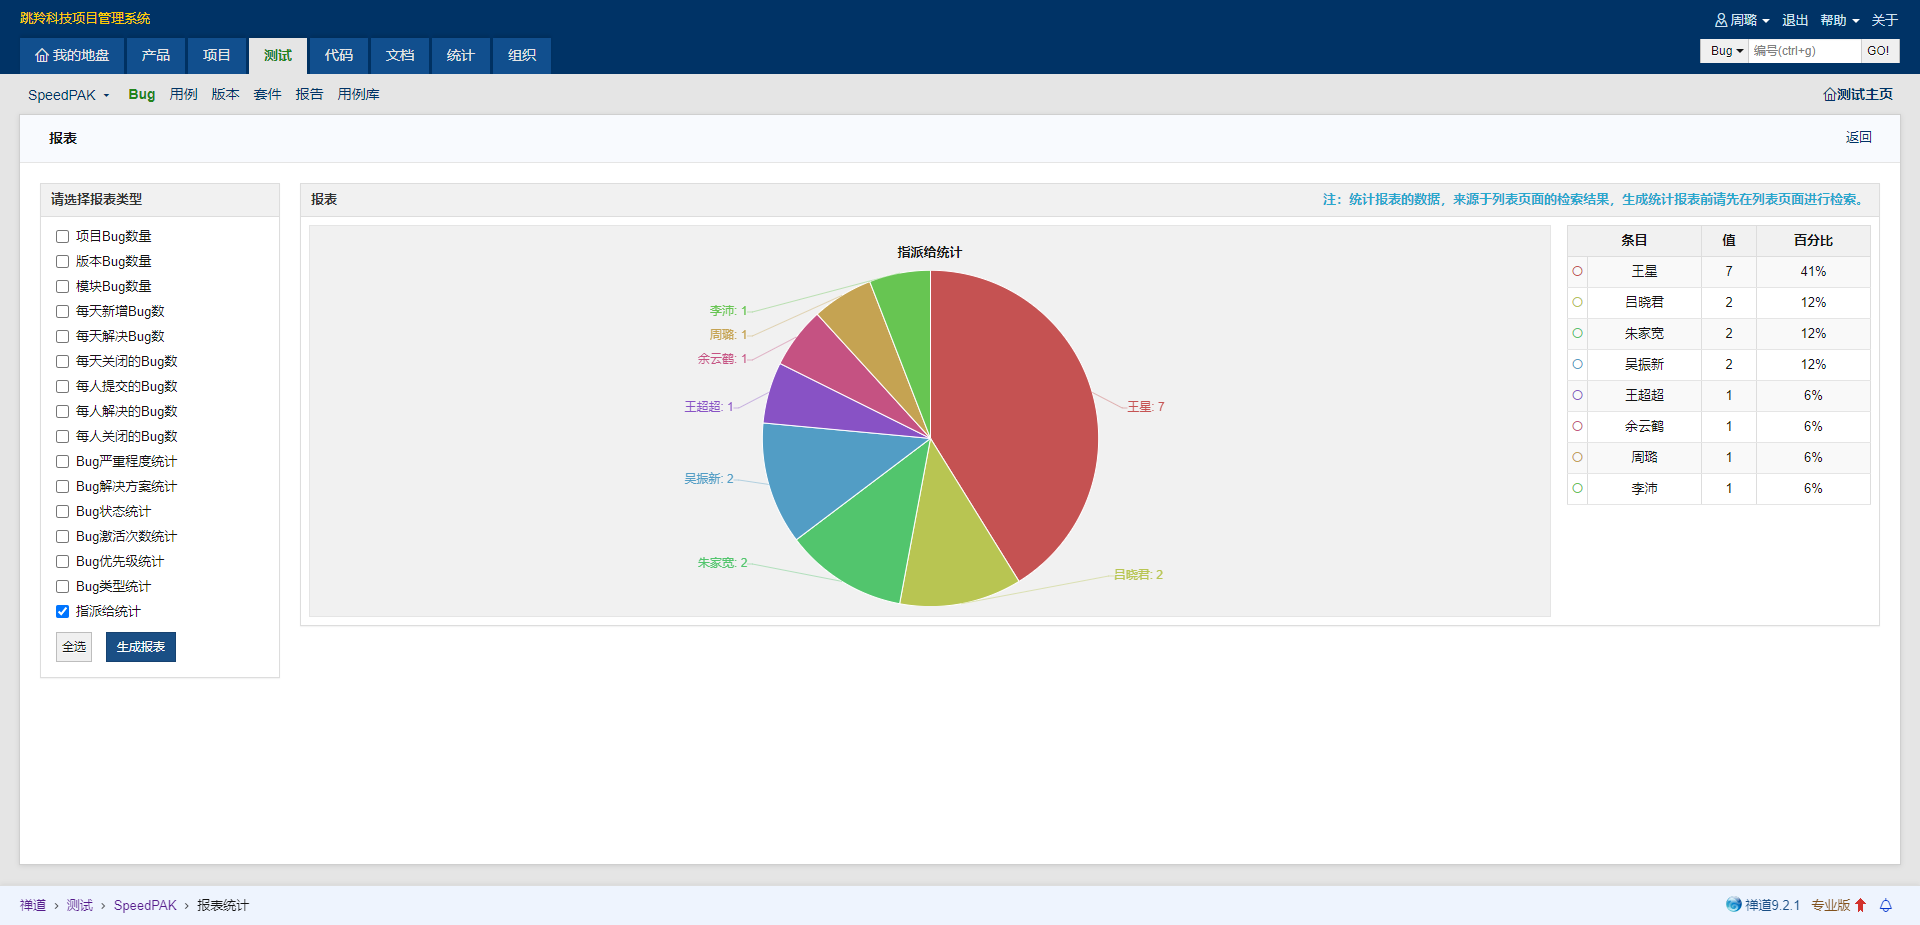 跳羚科技项目管理系统
周璐 退出 帮助 关于
我的地盘 产品 项目 测试 代码 文档 统计 组织
Bug 编号(ctrl+g) GO!
SpeedPAK Bug 用例 版本 套件 报告 用例库
测试主页
报表
返回
请选择报表类型
项目Bug数量
版本Bug数量
模块Bug数量
每天新增Bug数
每天解决Bug数
每天关闭的Bug数
每人提交的Bug数
每人解决的Bug数
每人关闭的Bug数
Bug严重程度统计
Bug解决方案统计
Bug状态统计
Bug激活次数统计
Bug优先级统计
Bug类型统计
指派给统计
全选 生成报表
报表
注：统计报表的数据，来源于列表页面的检索结果，生成统计报表前请先在列表页面进行检索。
指派给统计
李沛: 1
周璐: 1
余云鹤: 1
王超超: 1
王星: 7
吴振新: 2
朱家宽: 2
吕晓君: 2
条目 值 百分比
王星 7 41%
吕晓君 2 12%
朱家宽 2 12%
吴振新 2 12%
王超超 1 6%
余云鹤 1 6%
周璐 1 6%
李沛 1 6%
禅道 › 测试 › SpeedPAK › 报表统计
禅道9.2.1 专业版